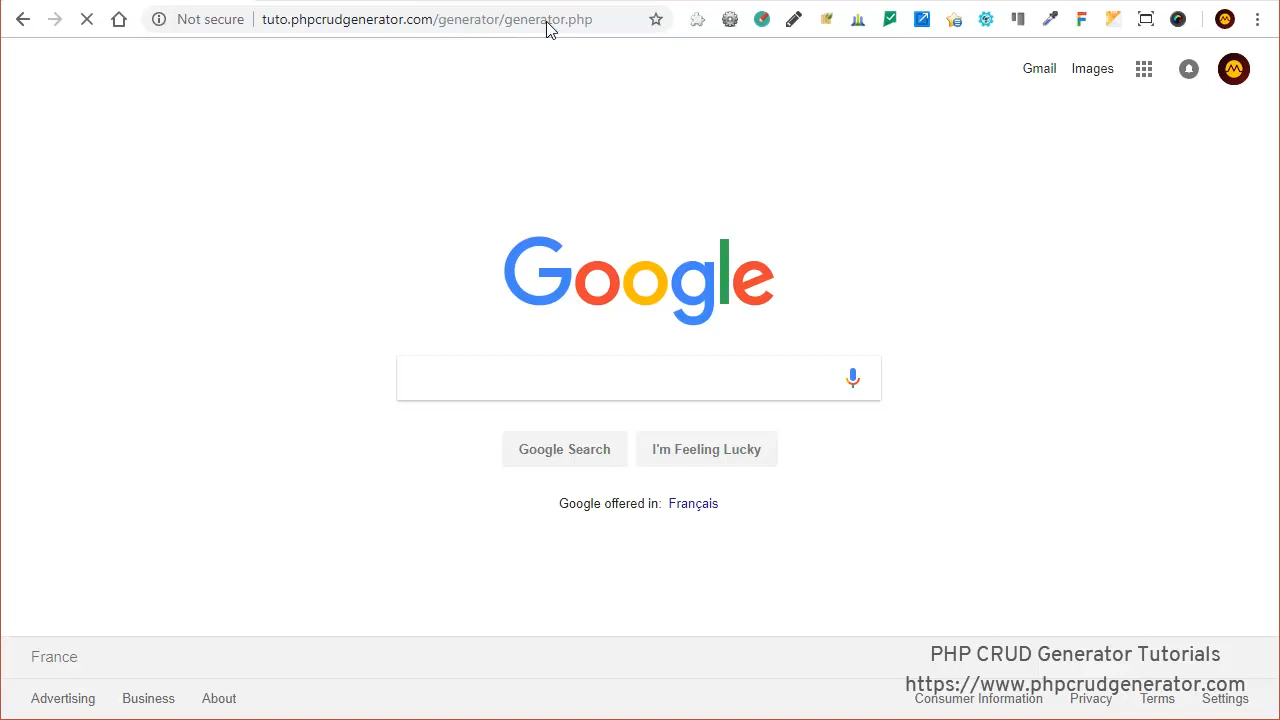 Not secure tuto.phpcrudgenerator.com/generator/generator.php
Gmail Images
Google
Google Search I'm Feeling Lucky
Google offered in: Français
France
PHP CRUD Generator Tutorials
https://www.phpcrudgenerator.com
Advertising Business About Consumer Information Privacy Terms Settings